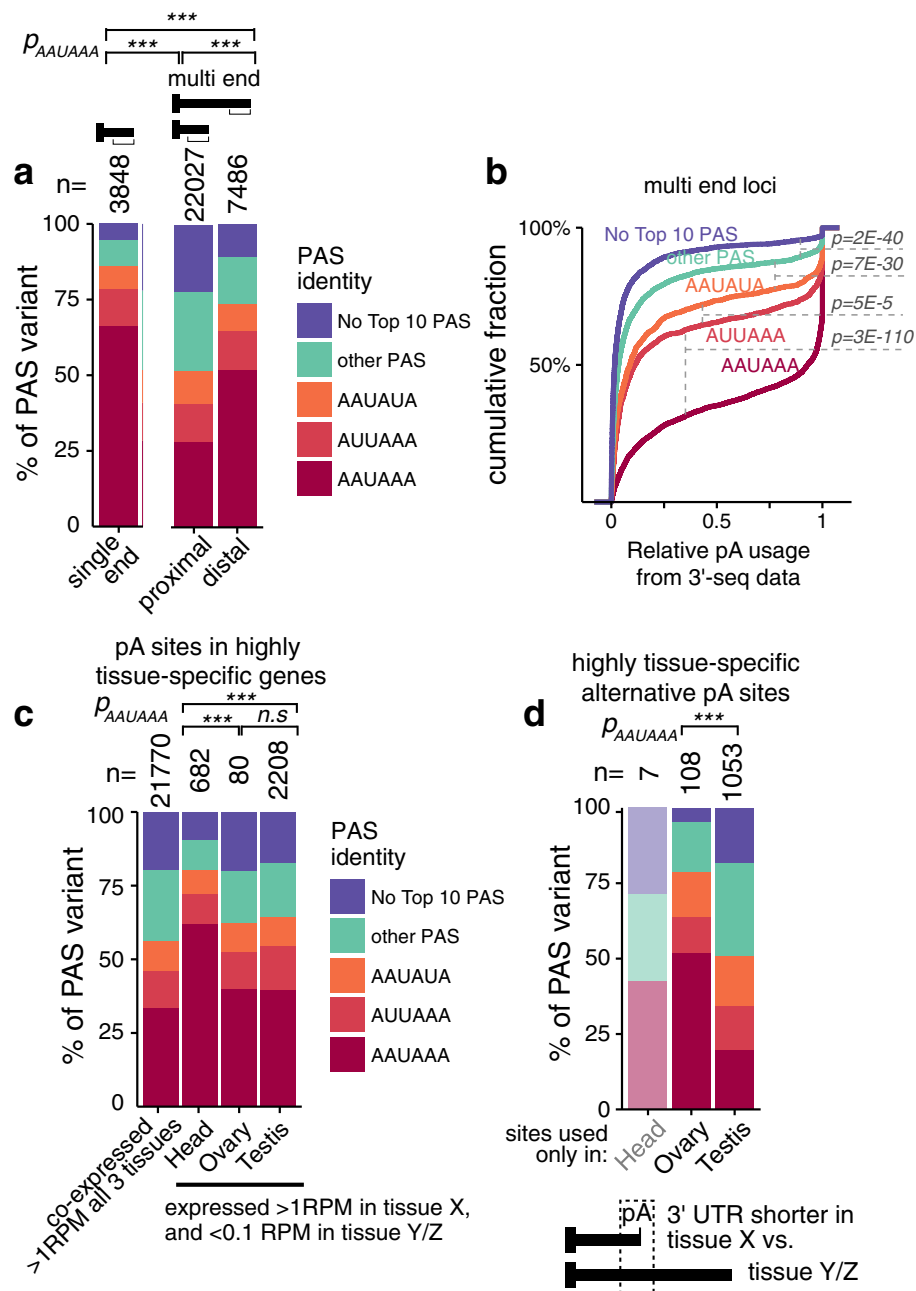 ***
pAAUAAA
*** ***
multi end
a
n=
3848
22027
7486
100
75
50
25
0
% of PAS variant
single end
proximal
distal
PAS identity
No Top 10 PAS
other PAS
AAUAUA
AUUAAA
AAUAAA
b
multi end loci
100%
50%
cumulative fraction
No Top 10 PAS
other PAS
AAUAUA
AUUAAA
AAUAAA
p=2E-40
p=7E-30
p=5E-5
p=3E-110
0 0.5 1
Relative pA usage
from 3'-seq data
pA sites in highly
tissue-specific genes
c
pAAUAAA
***
*** n.s
n=
21770
682
80
2208
100
75
50
25
0
% of PAS variant
co-expressed
>1RPM all 3 tissues
Head
Ovary
Testis
expressed >1RPM in tissue X,
and <0.1 RPM in tissue Y/Z
PAS
identity
No Top 10 PAS
other PAS
AAUAUA
AUUAAA
AAUAAA
highly tissue-specific
alternative pA sites
d
pAAUAAA
***
n=
7
108
1053
100
75
50
25
0
% of PAS variant
sites used
only in:
Head
Ovary
Testis
pA
3' UTR shorter in
tissue X vs.
tissue Y/Z